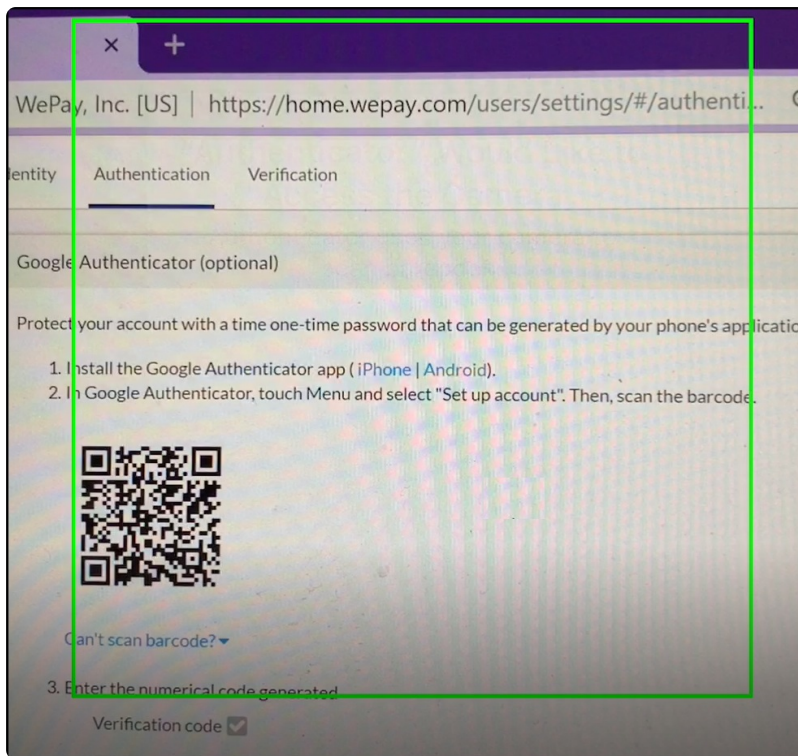 × +
WePay, Inc. [US] | https://home.wepay.com/users/settings/#/authenti...
dentity Authentication Verification
Google Authenticator (optional)
Protect your account with a time one-time password that can be generated by your phone's applicatio
1. Install the Google Authenticator app ( iPhone | Android).
2. In Google Authenticator, touch Menu and select "Set up account". Then, scan the barcode.
Can't scan barcode?
3. Enter the numerical code generated
Verification code